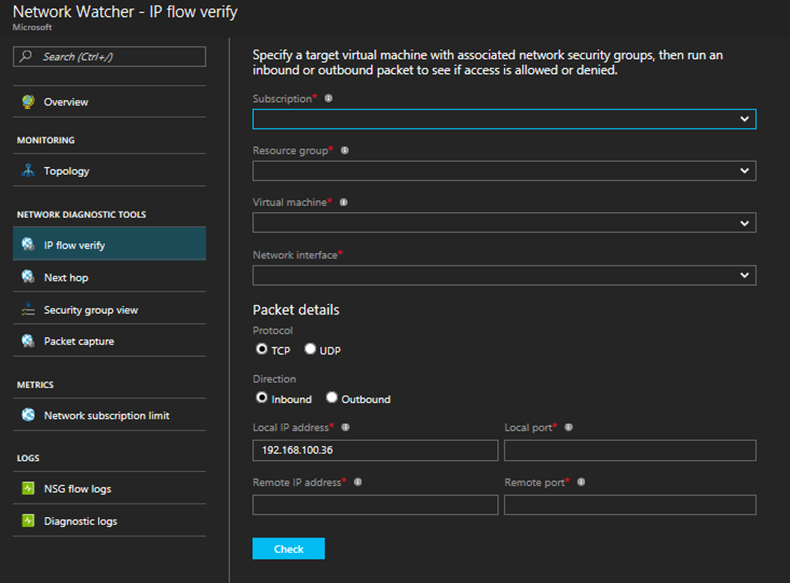 Network Watcher - IP flow verify
Microsoft
Search (Ctrl+/)
Overview
MONITORING
Topology
NETWORK DIAGNOSTIC TOOLS
IP flow verify
Next hop
Security group view
Packet capture
METRICS
Network subscription limit
LOGS
NSG flow logs
Diagnostic logs
Specify a target virtual machine with associated network security groups, then run an
inbound or outbound packet to see if access is allowed or denied.
Subscription*
Resource group*
Virtual machine*
Network interface*
Packet details
Protocol
TCP UDP
Direction
Inbound Outbound
Local IP address* Local port*
192.168.100.36
Remote IP address* Remote port*
Check